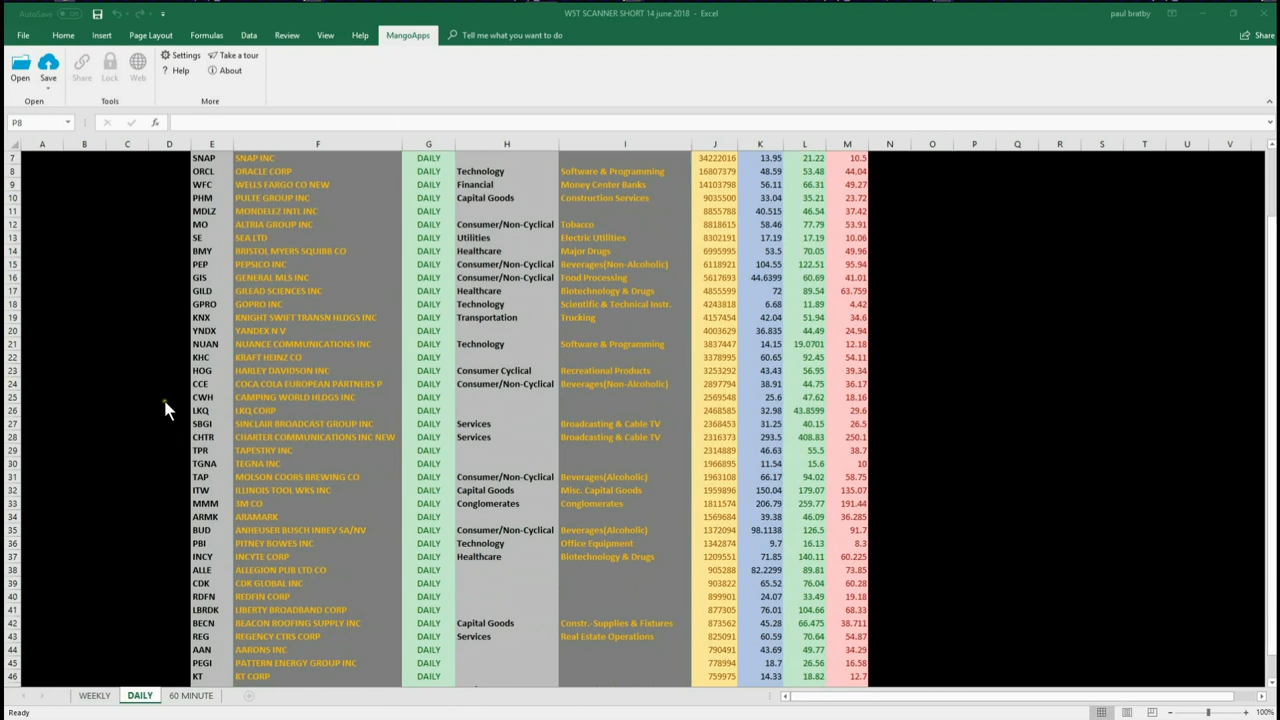 AutoSave Off W5T SCANNER SHORT 14 june 2018 - Excel paul bratby
File Home Insert Page Layout Formulas Data Review View Help MangoApps Tell me what you want to do Share
Open Save Share Lock Web Settings Take a tour
Help About
Open Tools More
P8 fx
A B C D E F G H I J K L M N O P Q R S T U V
7 SNAP SNAP INC DAILY 34222016 13.95 21.22 10.5
8 ORCL ORACLE CORP DAILY Technology Software & Programming 16807379 48.59 53.48 44.04
9 WFC WELLS FARGO CO NEW DAILY Financial Money Center Banks 14103798 56.11 66.31 49.27
10 PHM PULTE GROUP INC DAILY Capital Goods Construction Services 9035500 33.04 35.21 23.72
11 MDLZ MONDELEZ INTL INC DAILY 8855788 40.515 46.54 37.42
12 MO ALTRIA GROUP INC DAILY Consumer/Non-Cyclical Tobacco 8818615 58.46 77.79 53.91
13 SE SEA LTD DAILY Utilities Electric Utilities 8302191 17.19 17.19 10.06
14 BMY BRISTOL MYERS SQUIBB CO DAILY Healthcare Major Drugs 6995995 53.5 70.05 49.96
15 PEP PEPSICO INC DAILY Consumer/Non-Cyclical Beverages(Non-Alcoholic) 6118921 104.55 122.51 95.94
16 GIS GENERAL MLS INC DAILY Consumer/Non-Cyclical Food Processing 5617693 44.6399 60.69 41.01
17 GILD GILEAD SCIENCES INC DAILY Healthcare Biotechnology & Drugs 4855599 72 89.54 63.759
18 GPRO GOPRO INC DAILY Technology Scientific & Technical Instr. 4243818 6.68 11.89 4.42
19 KNX KNIGHT SWIFT TRANSN HLDGS INC DAILY Transportation Trucking 4157454 42.04 51.94 34.6
20 YNDX YANDEX N V DAILY 4003629 36.835 44.49 24.94
21 NUAN NUANCE COMMUNICATIONS INC DAILY Technology Software & Programming 3837447 14.15 19.0701 12.18
22 KHC KRAFT HEINZ CO DAILY 3378995 60.65 92.45 54.11
23 HOG HARLEY DAVIDSON INC DAILY Consumer Cyclical Recreational Products 3253292 43.43 56.95 39.34
24 CCE COCA COLA EUROPEAN PARTNERS P DAILY Consumer/Non-Cyclical Beverages(Non-Alcoholic) 2897794 38.91 44.75 36.17
25 CWH CAMPING WORLD HLDGS INC DAILY 2569548 25.6 47.62 18.16
26 LKQ LKQ CORP DAILY 2468585 32.98 43.8599 29.6
27 SBGI SINCLAIR BROADCAST GROUP INC DAILY Services Broadcasting & Cable TV 2368453 31.25 40.15 26.5
28 CHTR CHARTER COMMUNICATIONS INC NEW DAILY Services Broadcasting & Cable TV 2316373 293.5 408.83 250.1
29 TPR TAPESTRY INC DAILY 2314889 46.63 55.5 38.7
30 TGNA TEGNA INC DAILY 1966895 11.54 15.6 10
31 TAP MOLSON COORS BREWING CO DAILY Consumer/Non-Cyclical Beverages(Alcoholic) 1963108 66.17 94.02 58.75
32 ITW ILLINOIS TOOL WKS INC DAILY Capital Goods Misc. Capital Goods 1959896 150.04 179.07 135.07
33 MMM 3M CO DAILY Conglomerates Conglomerates 1811574 206.79 259.77 191.44
34 ARMK ARAMARK DAILY 1569684 39.38 46.09 36.285
35 BUD ANHEUSER BUSCH INBEV SA/NV DAILY Consumer/Non-Cyclical Beverages(Alcoholic) 1372094 98.1138 126.5 91.7
36 PBI PITNEY BOWES INC DAILY Technology Office Equipment 1342874 9.7 16.13 8.3
37 INCY INCYTE CORP DAILY Healthcare Biotechnology & Drugs 1209551 71.85 140.11 60.225
38 ALLE ALLEGION PUB LTD CO DAILY 905288 82.2299 89.81 73.85
39 CDK CDK GLOBAL INC DAILY 903822 65.52 76.04 60.28
40 RDFN REDFIN CORP DAILY 899901 24.07 33.49 19.18
41 LBRDK LIBERTY BROADBAND CORP DAILY 877305 76.01 104.66 68.33
42 BECN BEACON ROOFING SUPPLY INC DAILY Capital Goods Constr.-Supplies & Fixtures 873562 45.28 66.475 38.711
43 REG REGENCY CTRS CORP DAILY Services Real Estate Operations 825091 60.59 70.64 54.87
44 AAN AARONS INC DAILY 790491 43.69 49.77 34.29
45 PEGI PATTERN ENERGY GROUP INC DAILY 778994 18.7 26.56 16.58
46 KT KT CORP DAILY 759975 14.33 18.82 12.7
WEEKLY DAILY 60 MINUTE
Ready 100%